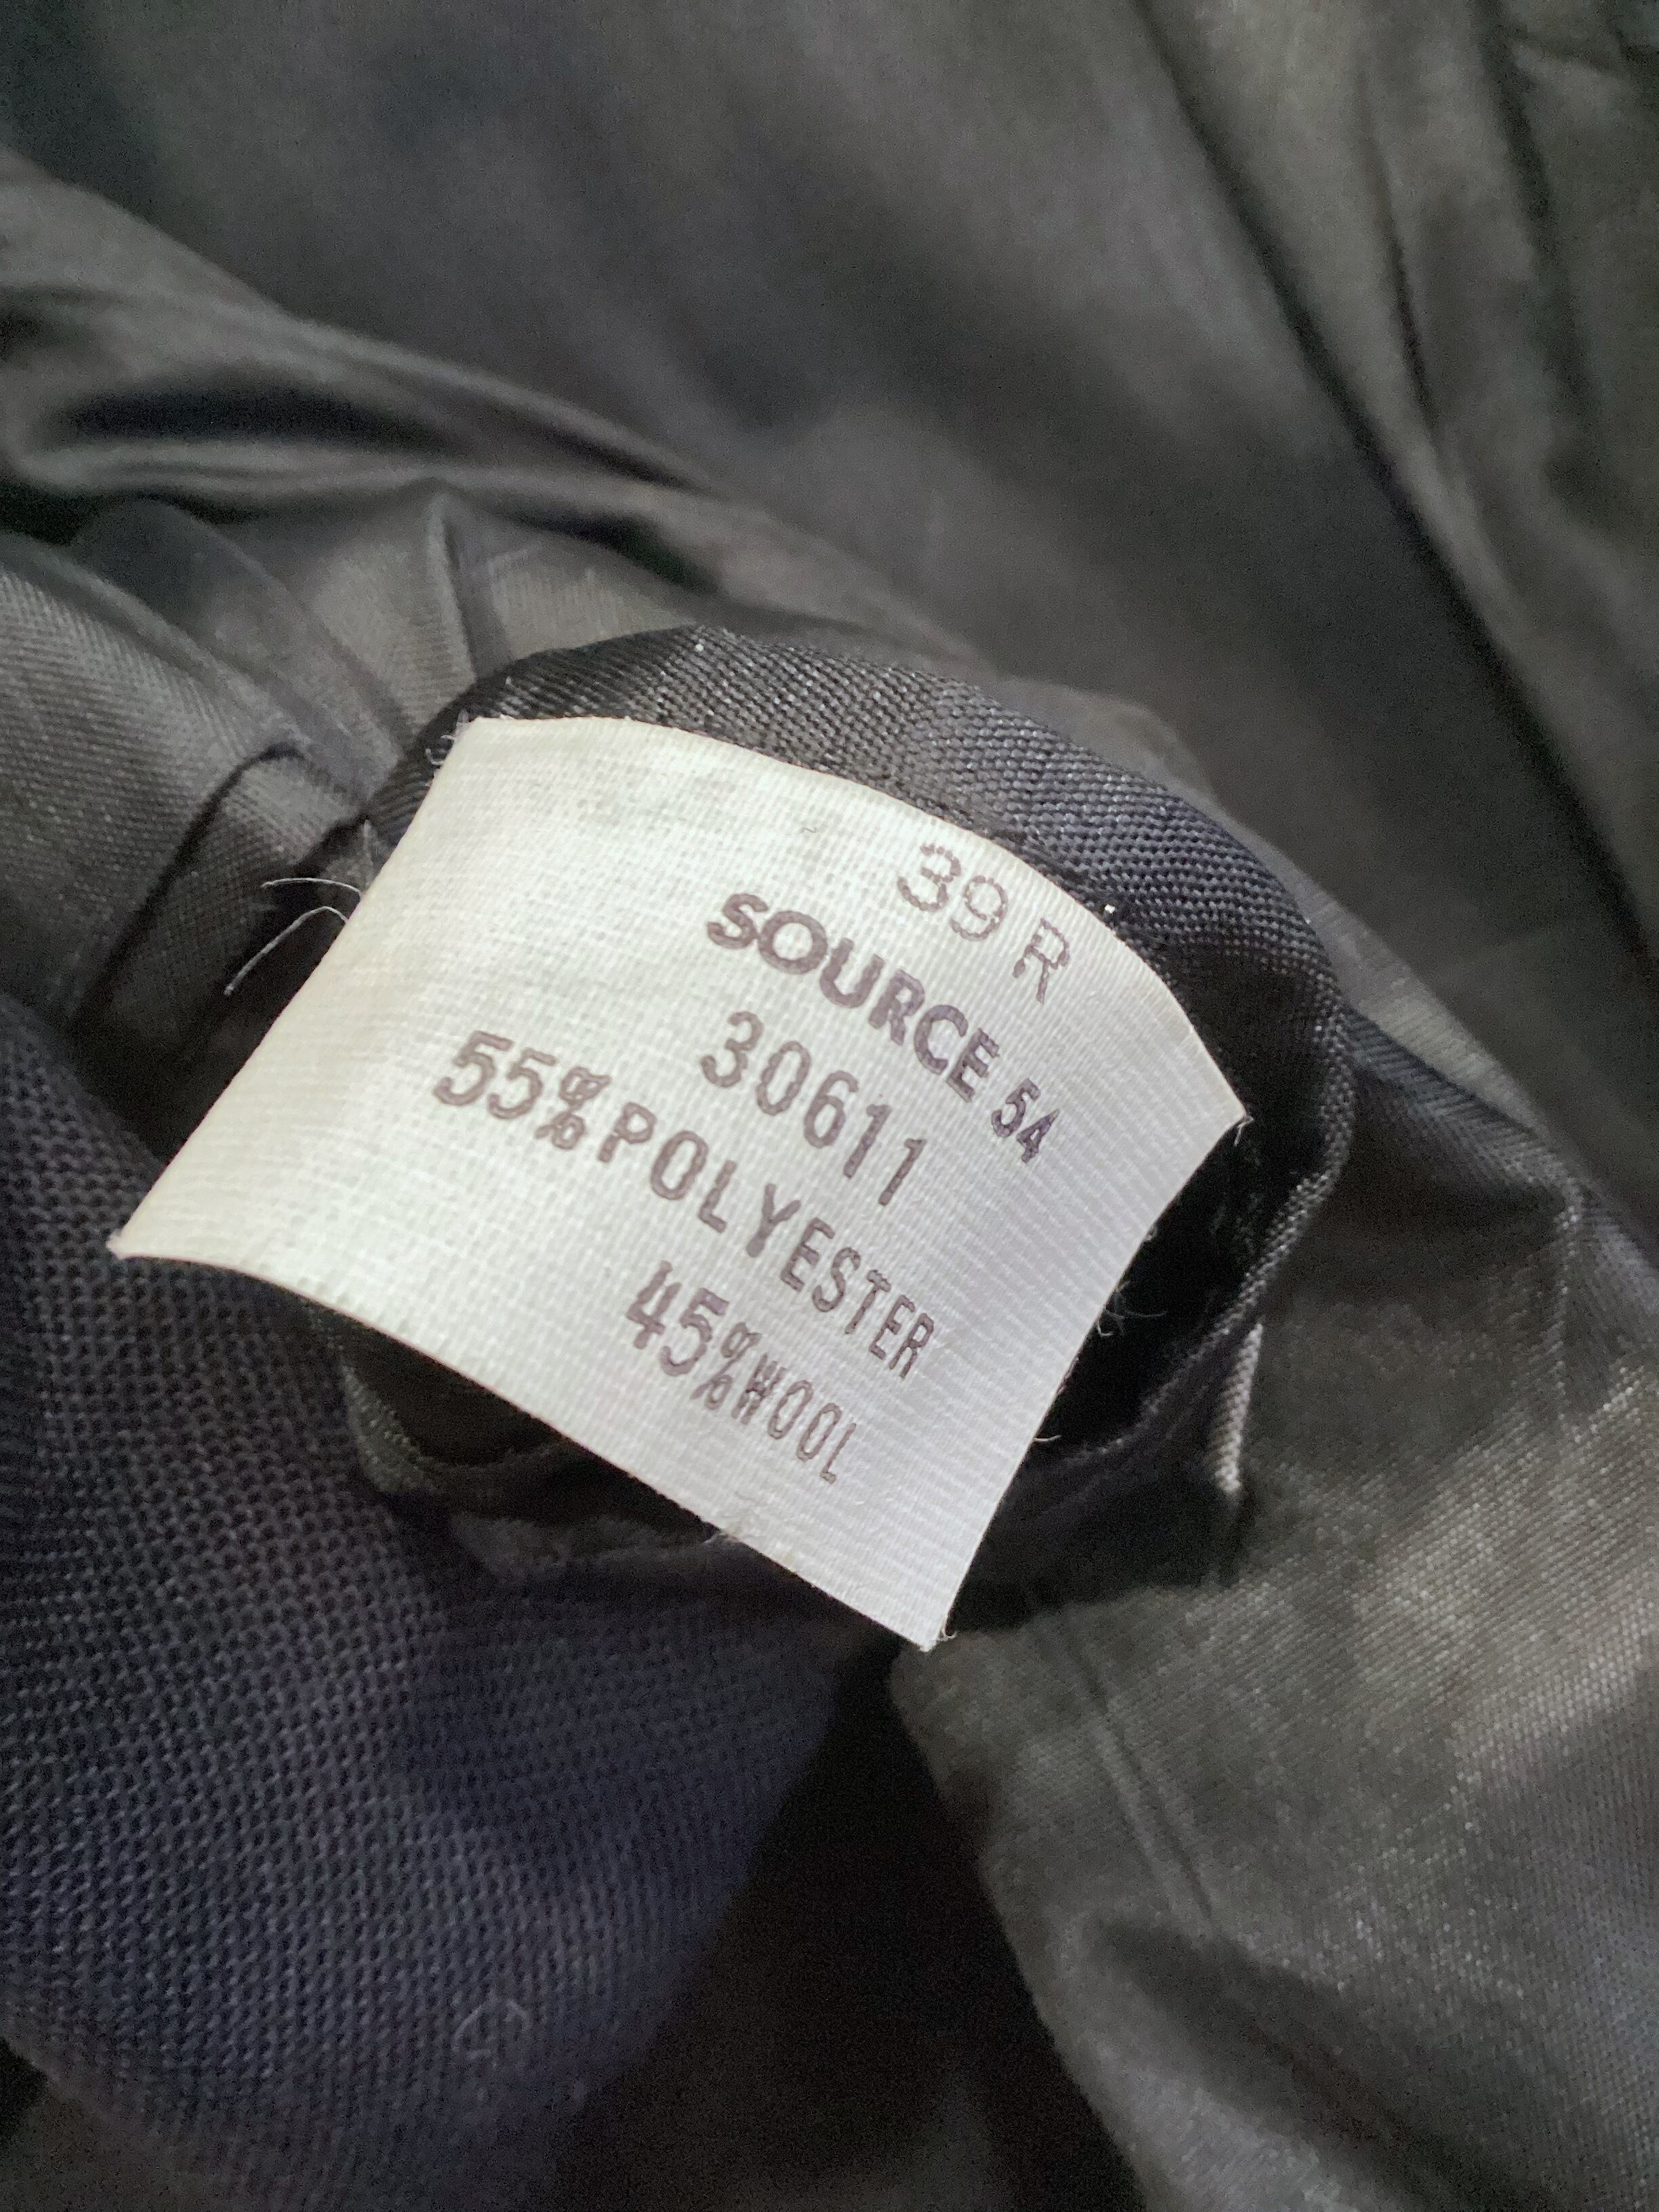 39 R
SOURCE 54
30611
55%POLYESTER
45%WOOL